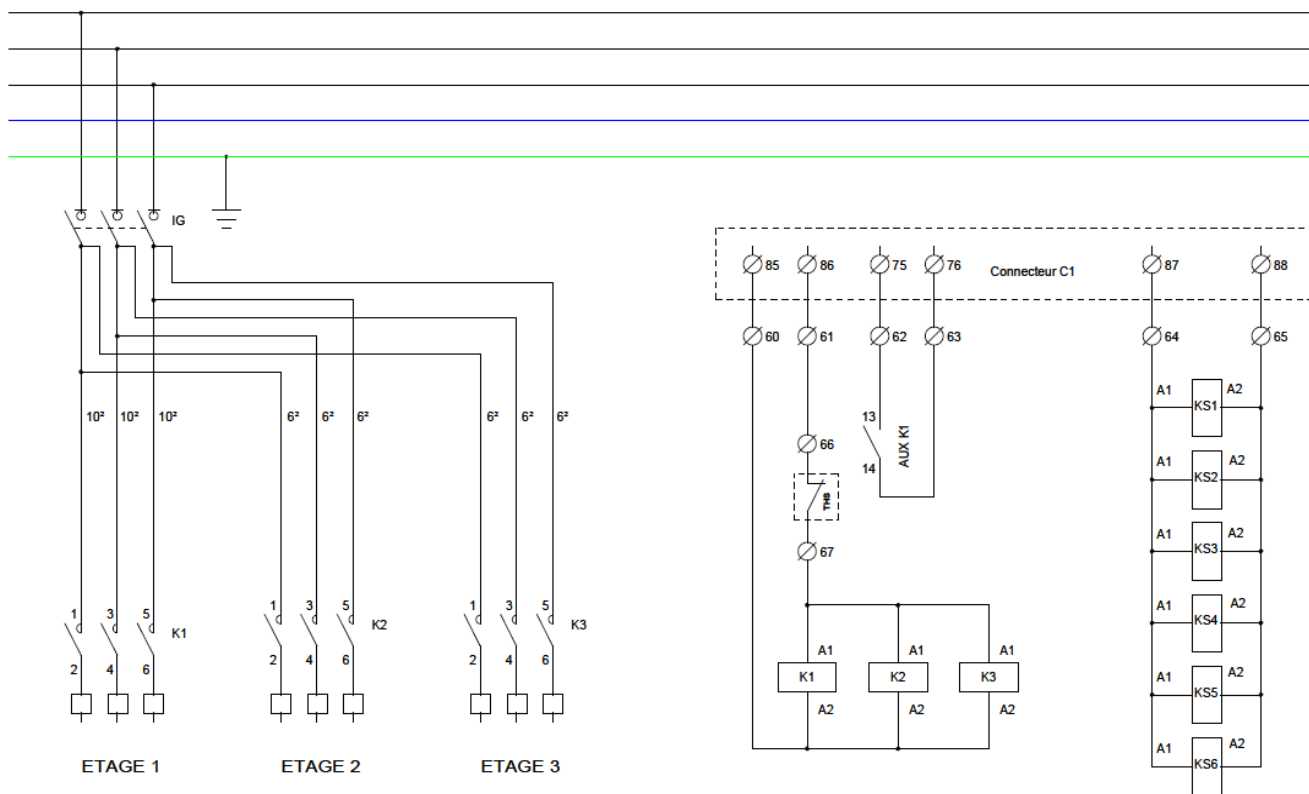 IG
85 86 75 76 Connecteur C1 87 88
60 61 62 63 64 65
A1 KS1 A2
10² 10² 10² 6² 6² 6² 6² 6² 6²
13
66 AUX K1
14
A1 KS2 A2
THS
67
A1 KS3 A2
1 3 5 K1
1 3 5 K2
1 3 5 K3
2 4 6
2 4 6
2 4 6
A1 A1 A1
K1 K2 K3
A2 A2 A2
A1 KS4 A2
A1 KS5 A2
A1 KS6 A2
ETAGE 1 ETAGE 2 ETAGE 3